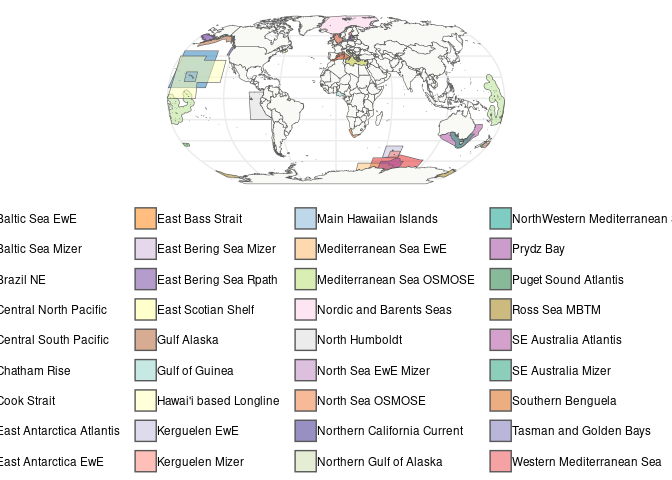 Baltic Sea EwE
Baltic Sea Mizer
Brazil NE
Central North Pacific
Central South Pacific
Chatham Rise
Cook Strait
East Antarctica Atlantis
East Antarctica EwE
East Bass Strait
East Bering Sea Mizer
East Bering Sea Rpath
East Scotian Shelf
Gulf Alaska
Gulf of Guinea
Hawai'i based Longline
Kerguelen EwE
Kerguelen Mizer
Main Hawaiian Islands
Mediterranean Sea EwE
Mediterranean Sea OSMOSE
Nordic and Barents Seas
North Humboldt
North Sea EwE Mizer
North Sea OSMOSE
Northern California Current
Northern Gulf of Alaska
NorthWestern Mediterranean
Prydz Bay
Puget Sound Atlantis
Ross Sea MBTM
SE Australia Atlantis
SE Australia Mizer
Southern Benguela
Tasman and Golden Bays
Western Mediterranean Sea